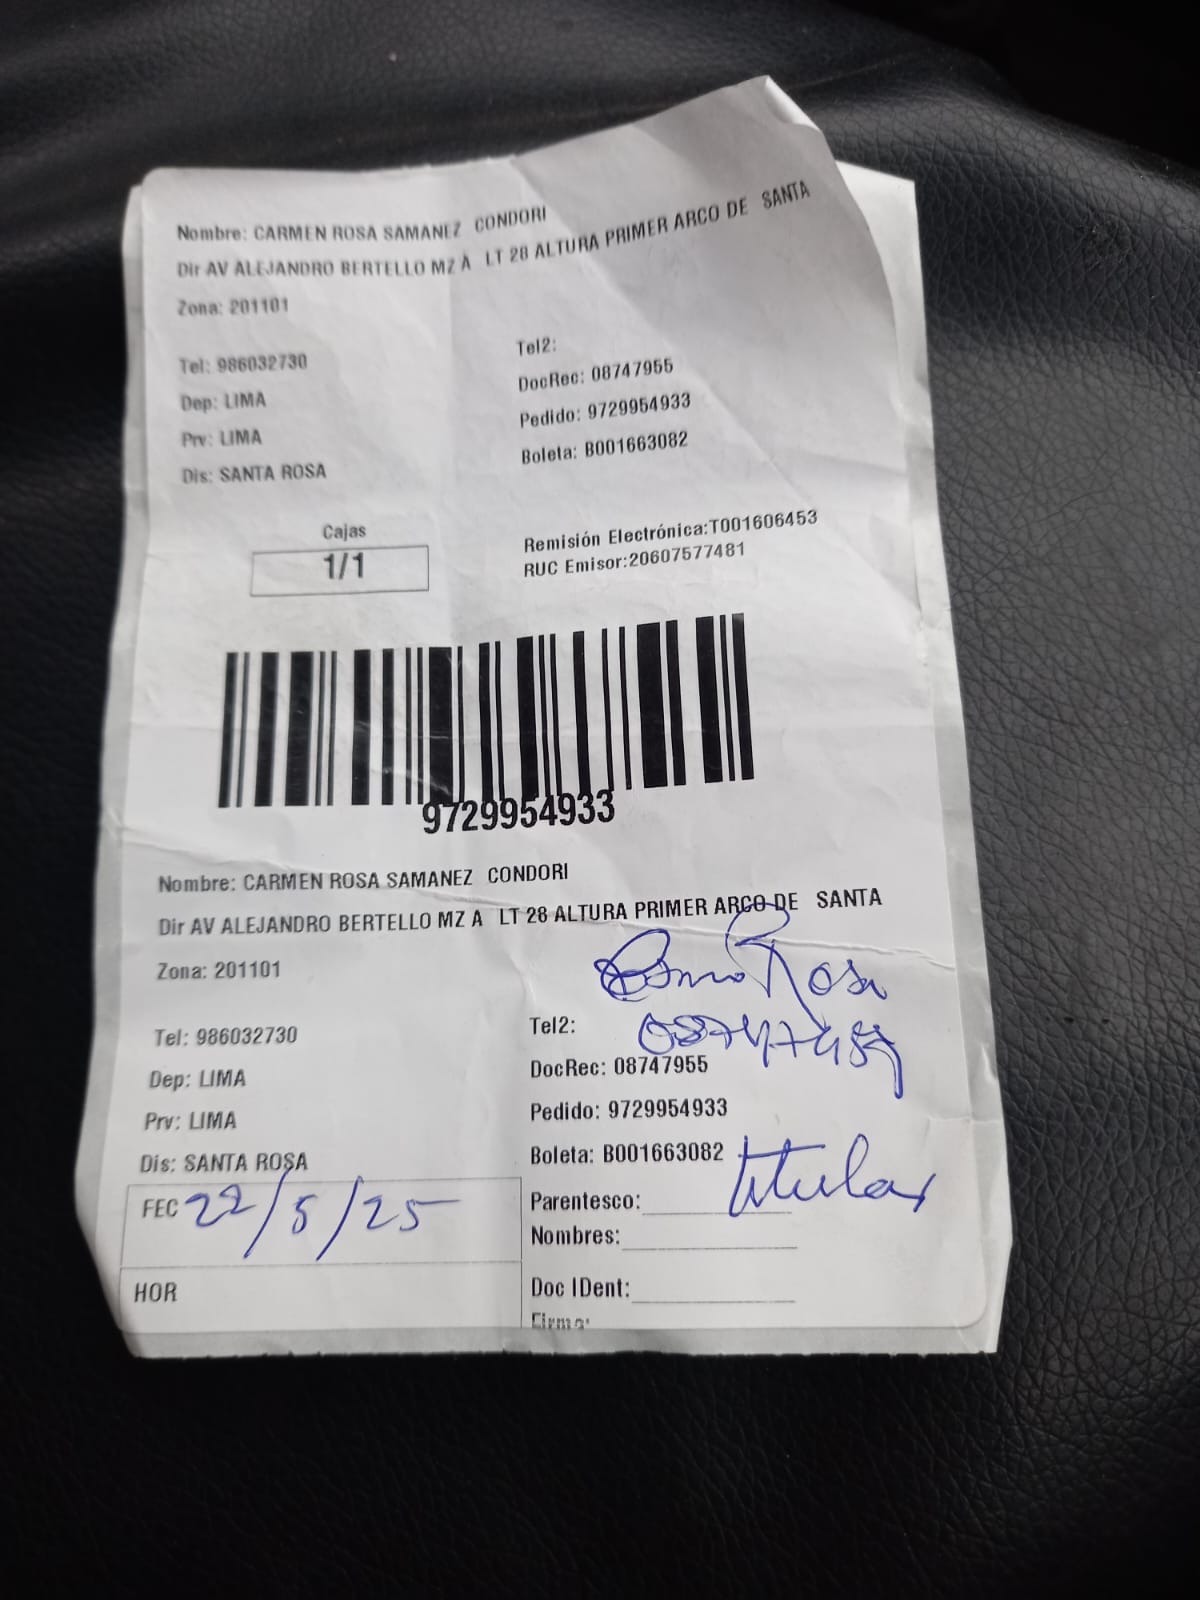 Nombre: CARMEN ROSA SAMANEZ CONDORI
Dir AV ALEJANDRO BERTELLO MZ A LT 28 ALTURA PRIMER ARCO DE SANTA
Zona: 201101
Tel: 986032730
Dep: LIMA
Prv: LIMA
Dis: SANTA ROSA
Tel2:
DocRec: 08747955
Pedido: 9729954933
Boleta: B001663082
Cajas
1/1
Remisión Electrónica:T001606453
RUC Emisor:20607577481
9729954933
Nombre: CARMEN ROSA SAMANEZ CONDORI
Dir AV ALEJANDRO BERTELLO MZ A LT 28 ALTURA PRIMER ARCO DE SANTA
Zona: 201101
Rosa
Tel: 986032730
Dep: LIMA
Prv: LIMA
Dis: SANTA ROSA
Tel2:
DocRec: 08747955
Pedido: 9729954933
Boleta: B001663082
FEC 22/5/25
HOR
Parentesco: titular
Nombres:
Doc IDent:
Firma: